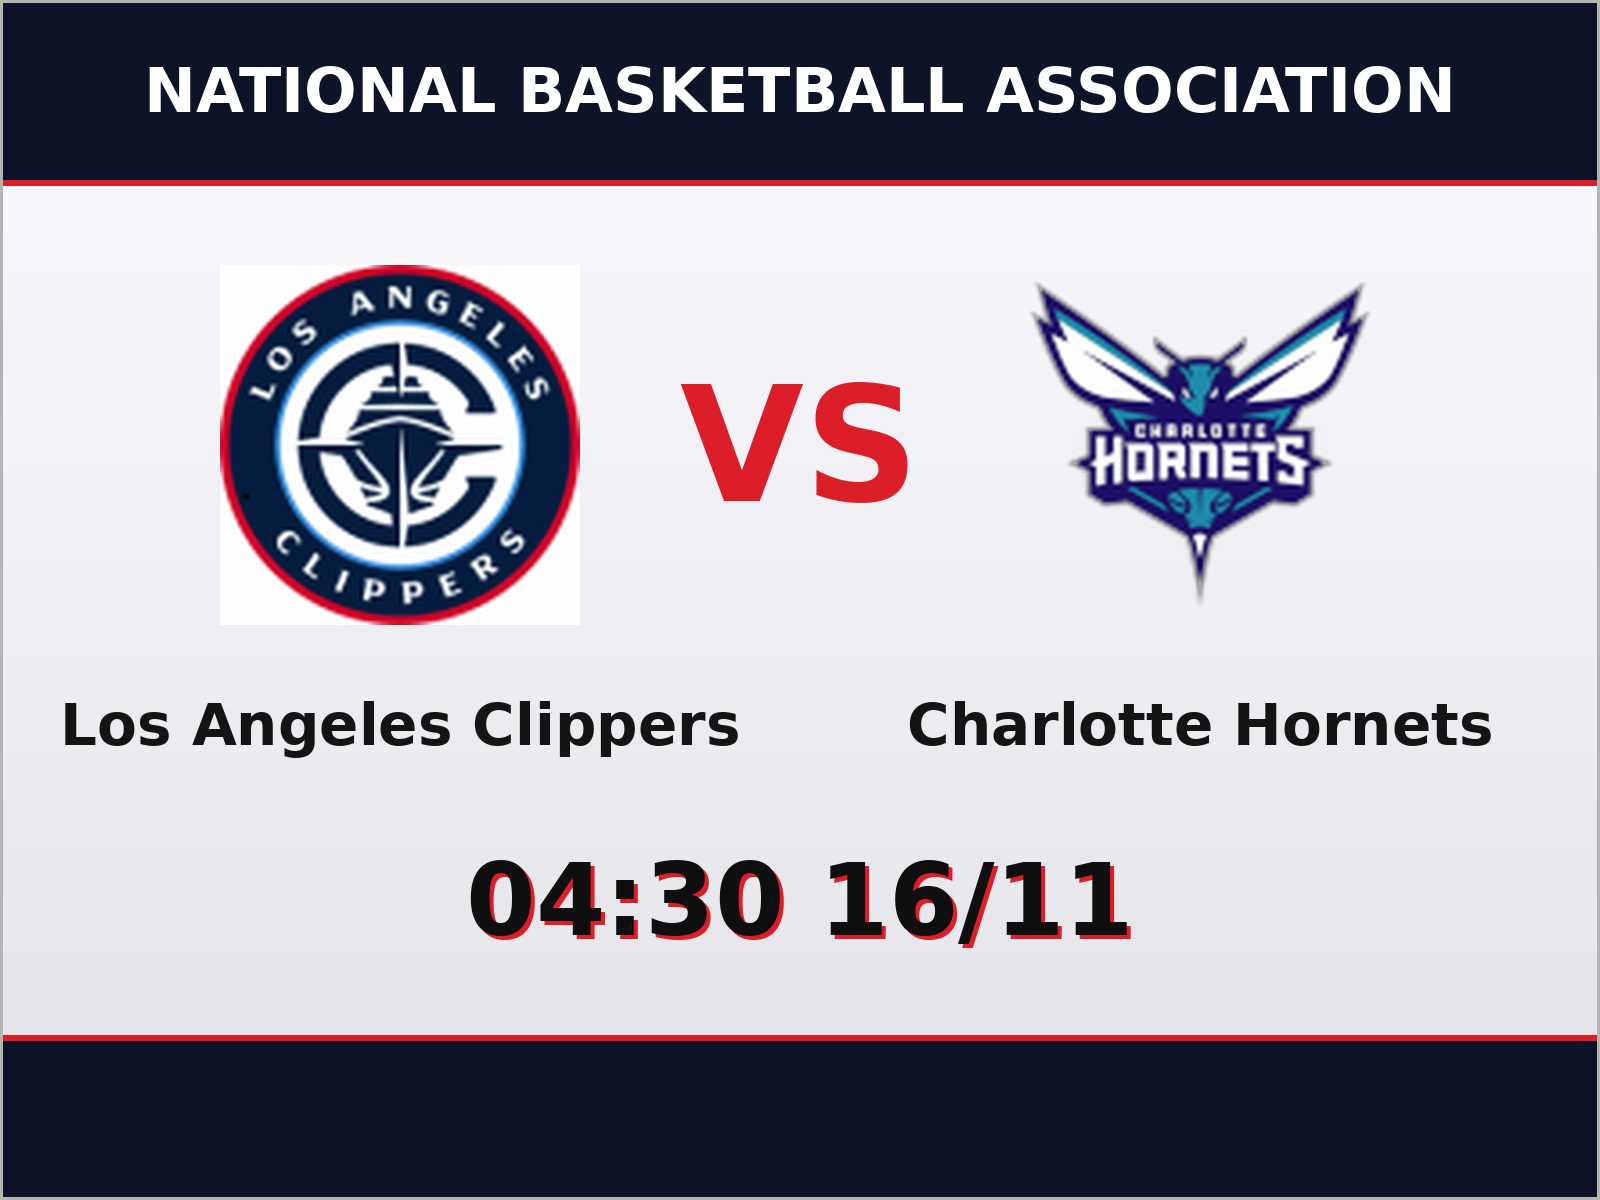 NATIONAL BASKETBALL ASSOCIATION
LOS ANGELES
CLIPPERS
VS
CHARLOTTE
HORNETS
Los Angeles Clippers
Charlotte Hornets
04:30 16/11